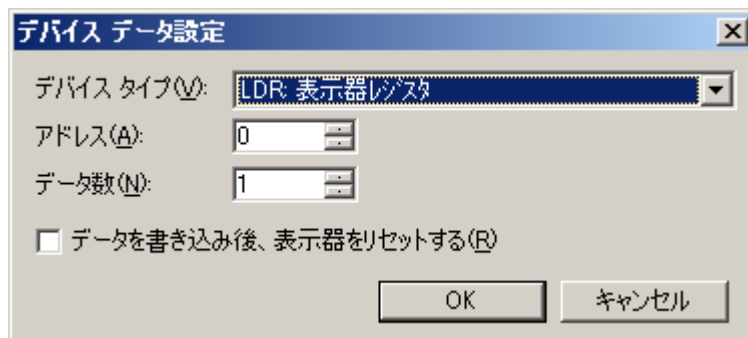 デバイス データ設定
デバイス タイプ(V): LDR: 表示器レジスタ
アドレス(A): 0
データ数(N): 1
データを書き込み後、表示器をリセットする(R)
OK キャンセル